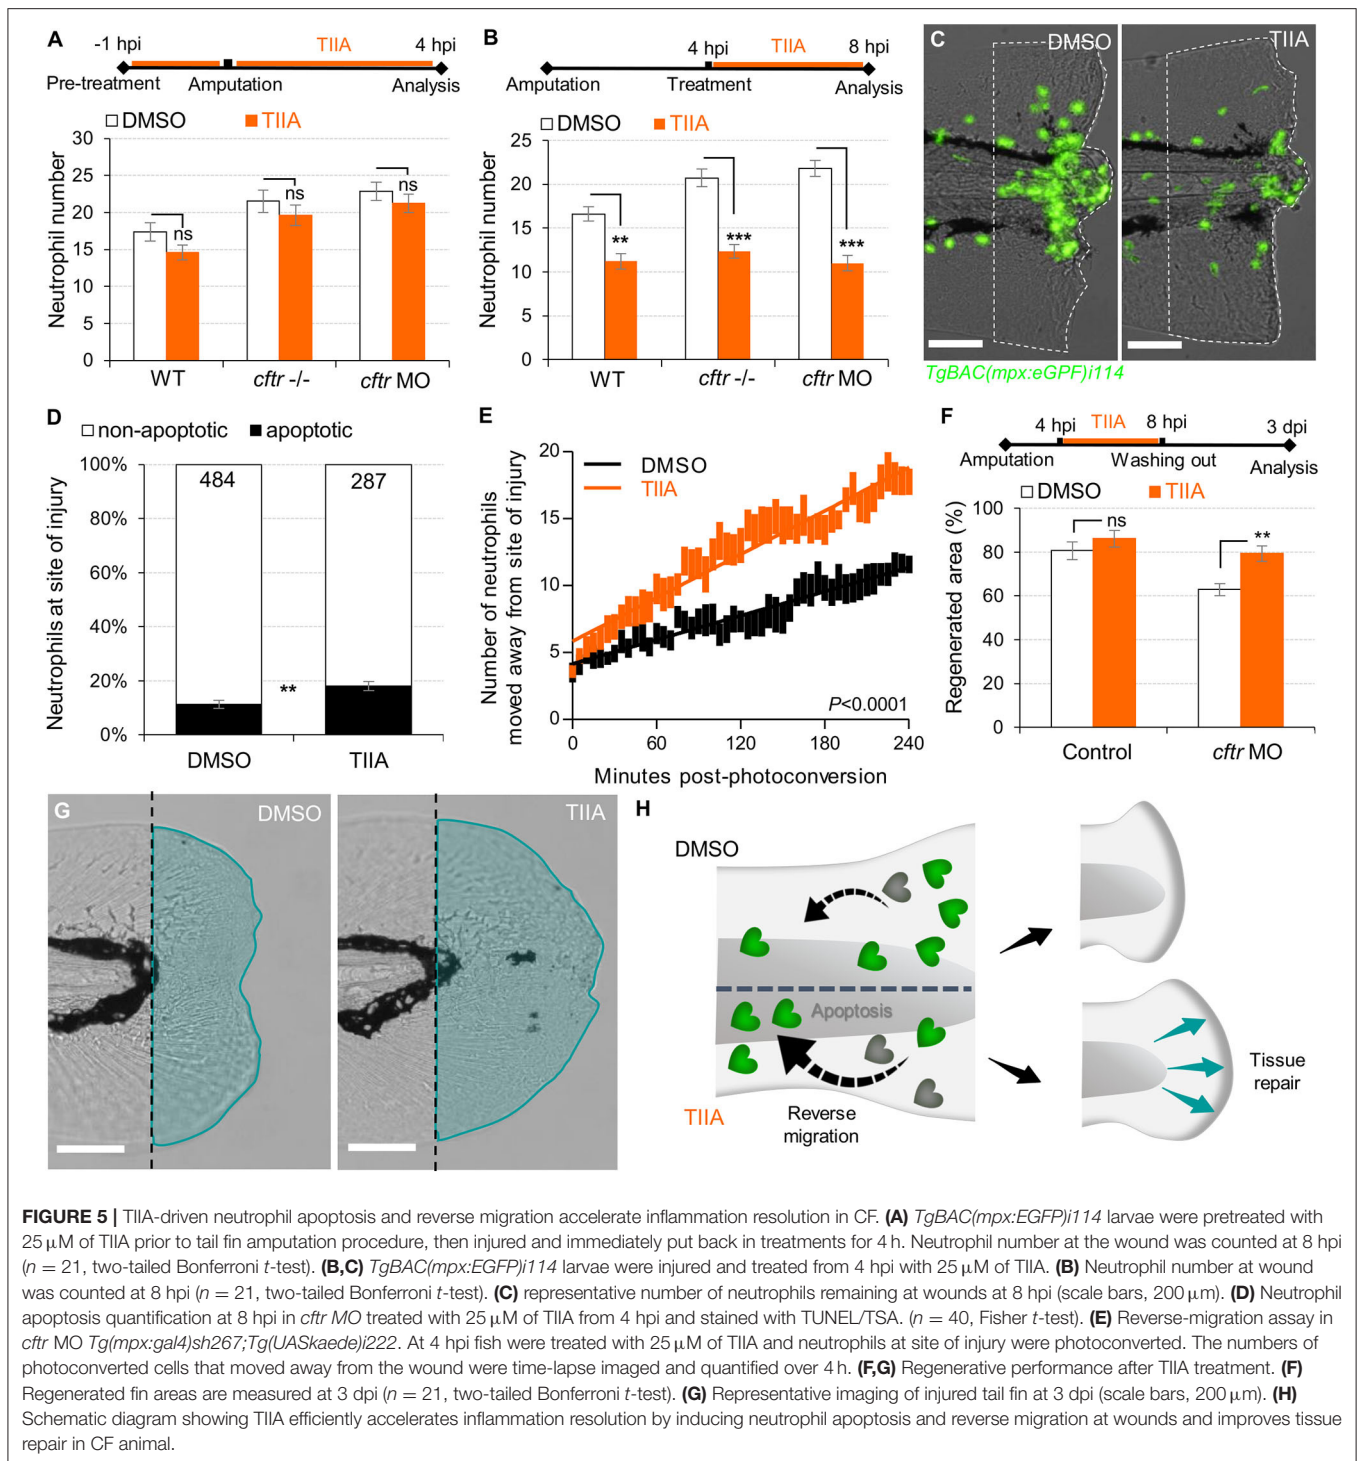 A
-1 hpi
TIIA
4 hpi
Pre-treatment
Amputation
Analysis
DMSO
TIIA
Neutrophil number
30
25
20
15
10
5
0
ns
ns
ns
WT
cftr -/-
cftr MO
B
4 hpi
TIIA
8 hpi
Amputation
Treatment
Analysis
DMSO
TIIA
Neutrophil number
25
20
15
10
5
0
**
***
***
WT
cftr -/-
cftr MO
C
DMSO
TIIA
TgBAC(mpx:eGPF)i114
D
non-apoptotic
apoptotic
Neutrophils at site of injury
100%
80%
60%
40%
20%
0%
484
287
**
DMSO
TIIA
E
Number of neutrophils
moved away from site of injury
20
15
10
5
0
DMSO
TIIA
P<0.0001
0
60
120
180
240
Minutes post-photoconversion
F
4 hpi
TIIA
8 hpi
3 dpi
Amputation
Washing out
Analysis
DMSO
TIIA
Regenerated area (%)
100
80
60
40
20
0
ns
**
Control
cftr MO
G
DMSO
TIIA
H
DMSO
Apoptosis
TIIA
Reverse
migration
Tissue
repair
FIGURE 5 | TIIA-driven neutrophil apoptosis and reverse migration accelerate inflammation resolution in CF. (A) TgBAC(mpx:EGFP)i114 larvae were pretreated with
25 μM of TIIA prior to tail fin amputation procedure, then injured and immediately put back in treatments for 4 h. Neutrophil number at the wound was counted at 8 hpi
(n = 21, two-tailed Bonferroni t-test). (B,C) TgBAC(mpx:EGFP)i114 larvae were injured and treated from 4 hpi with 25 μM of TIIA. (B) Neutrophil number at wound
was counted at 8 hpi (n = 21, two-tailed Bonferroni t-test). (C) representative number of neutrophils remaining at wounds at 8 hpi (scale bars, 200 μm). (D) Neutrophil
apoptosis quantification at 8 hpi in cftr MO treated with 25 μM of TIIA from 4 hpi and stained with TUNEL/TSA. (n = 40, Fisher t-test). (E) Reverse-migration assay in
cftr MO Tg(mpx:gal4)sh267;Tg(UASkaede)i222. At 4 hpi fish were treated with 25 μM of TIIA and neutrophils at site of injury were photoconverted. The numbers of
photoconverted cells that moved away from the wound were time-lapse imaged and quantified over 4 h. (F,G) Regenerative performance after TIIA treatment. (F)
Regenerated fin areas are measured at 3 dpi (n = 21, two-tailed Bonferroni t-test). (G) Representative imaging of injured tail fin at 3 dpi (scale bars, 200 μm). (H)
Schematic diagram showing TIIA efficiently accelerates inflammation resolution by inducing neutrophil apoptosis and reverse migration at wounds and improves tissue
repair in CF animal.